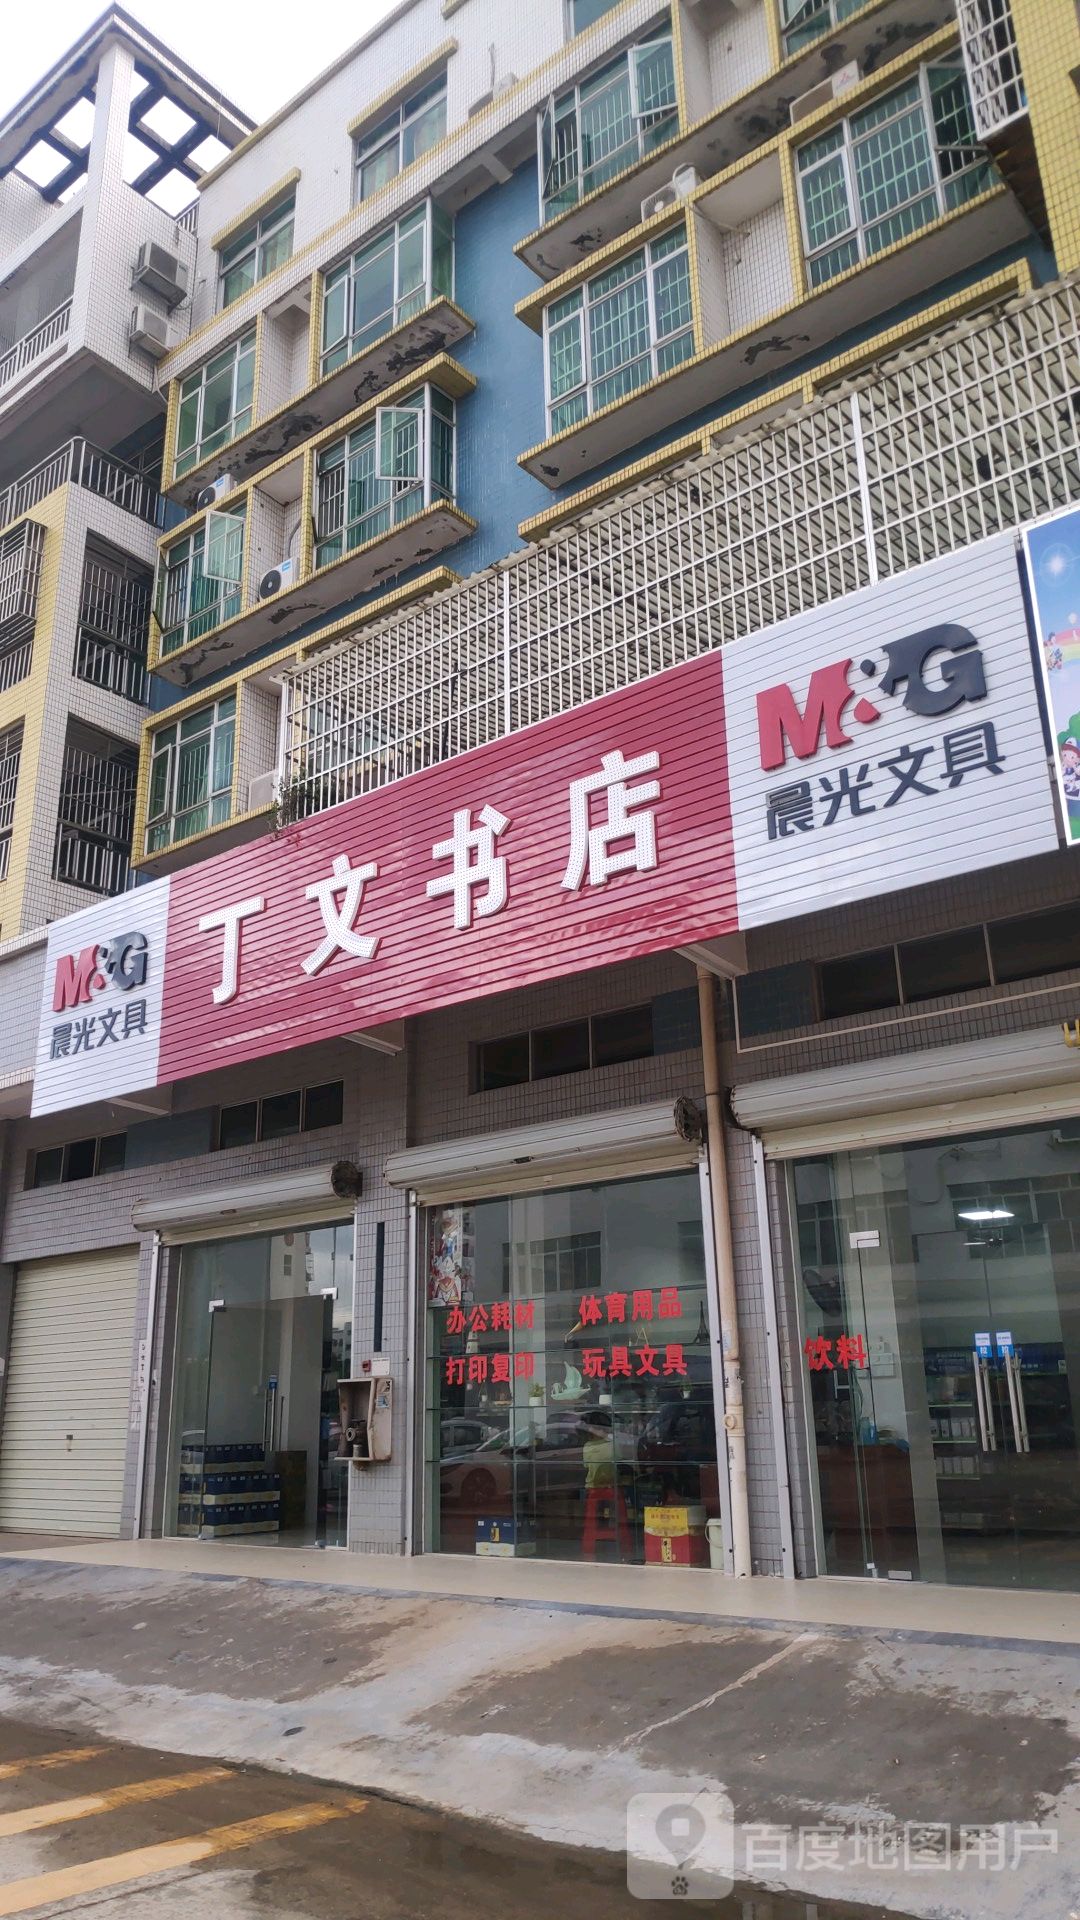 M&G
晨光文具
丁文书店
M&G
晨光文具
办公耗材 体育用品
打印复印 玩具文具
饮料
百度地图用户